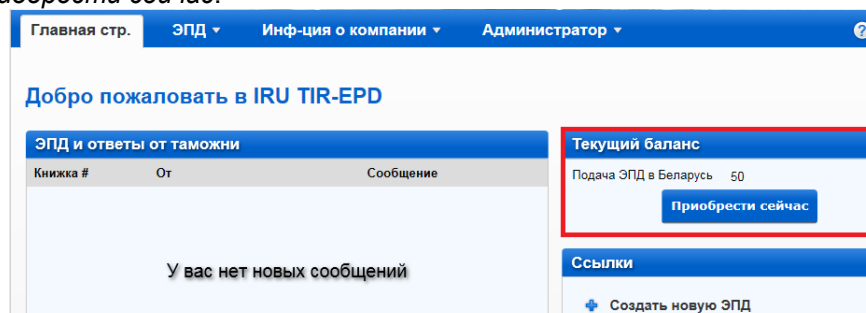 сейчас.
Главная стр. ЭПД Инф-ция о компании Администратор
Добро пожаловать в IRU TIR-EPD
ЭПД и ответы от таможни
Книжка # От Сообщение
У вас нет новых сообщений
Текущий баланс
Подача ЭПД в Беларусь 50
Приобрести сейчас
Ссылки
Создать новую ЭПД